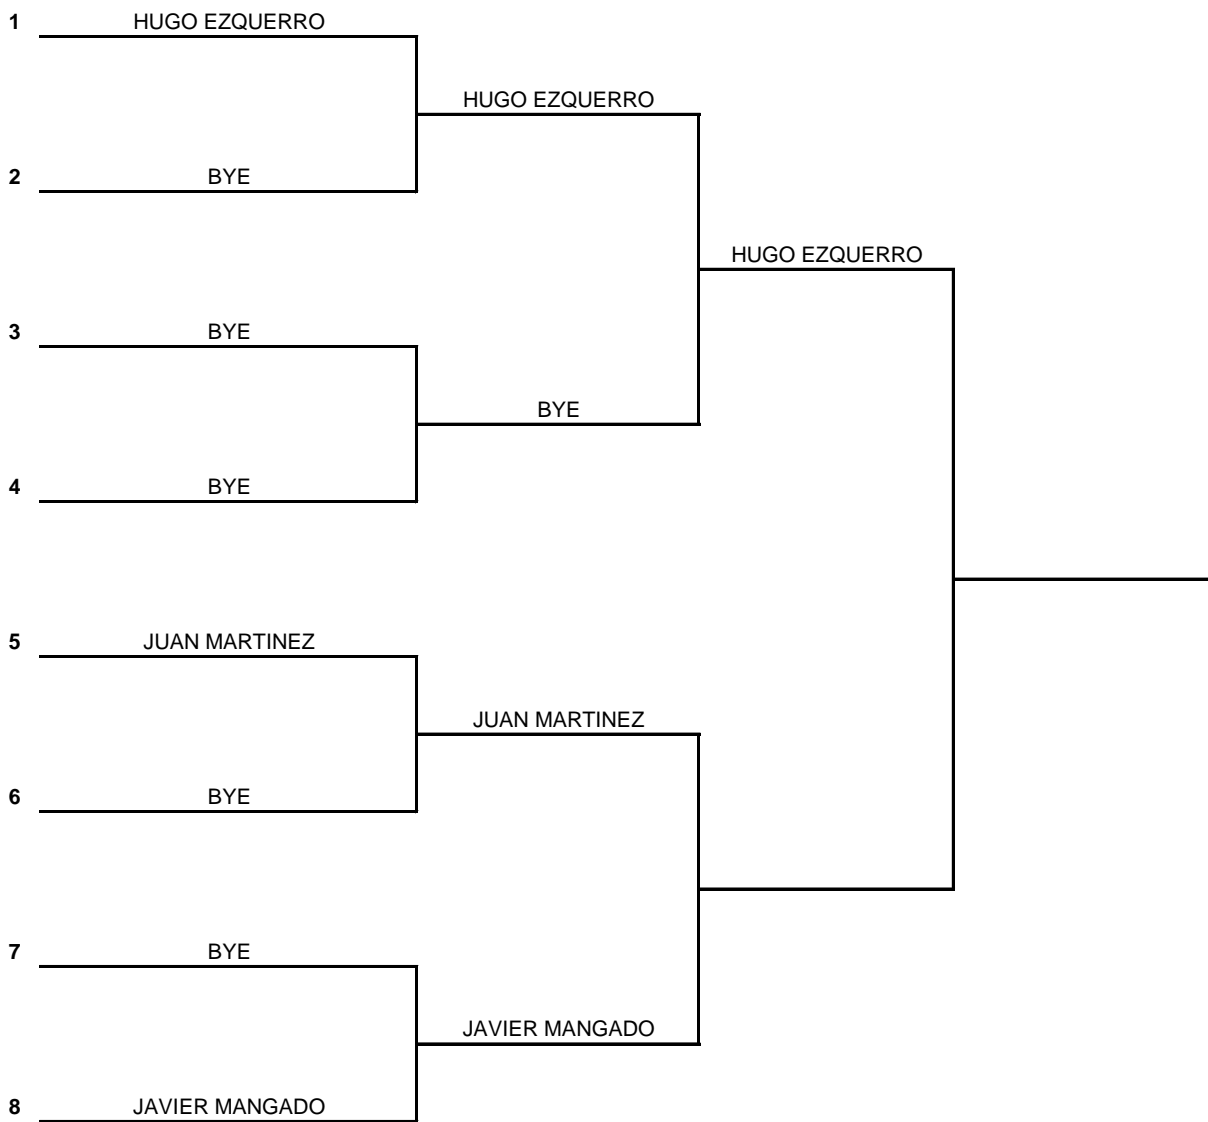 1 HUGO EZQUERRO
HUGO EZQUERRO
2 BYE
HUGO EZQUERRO
3 BYE
BYE
4 BYE
5 JUAN MARTINEZ
JUAN MARTINEZ
6 BYE
7 BYE
JAVIER MANGADO
8 JAVIER MANGADO